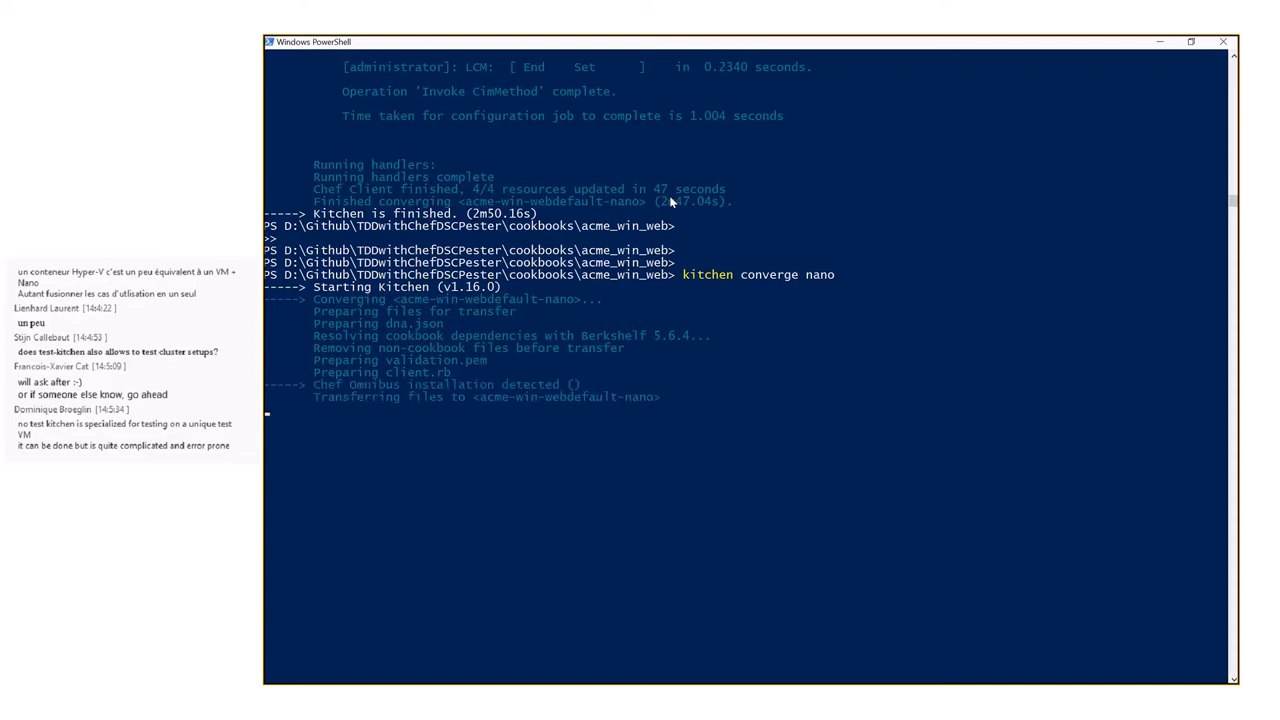 un conteneur Hyper-V c'est un peu équivalent à un VM +
Nano
Autant fusionner les cas d'utlisation en un seul
Lienhard Laurent [14:4:22 ]
un peu
Stijn Callebaut [14:4:53 ]
does test-kitchen also allows to test cluster setups?
Francois-Xavier Cat [14:5:09 ]
will ask after :-)
or if someone else know, go ahead
Dominique Broeglin [14:5:34 ]
no test kitchen is specialized for testing on a unique test
VM
it can be done but is quite complicated and error prone
Windows PowerShell
[administrator]: LCM:  [ End    Set      ]    in  0.2340 seconds.
Operation 'Invoke CimMethod' complete.
Time taken for configuration job to complete is 1.004 seconds
Running handlers:
Running handlers complete
Chef Client finished, 4/4 resources updated in 47 seconds
Finished converging <acme-win-webdefault-nano> (2m47.04s).
-----> Kitchen is finished. (2m50.16s)
PS D:\Github\TDDwithChefDSCPester\cookbooks\acme_win_web>
>>
PS D:\Github\TDDwithChefDSCPester\cookbooks\acme_win_web>
PS D:\Github\TDDwithChefDSCPester\cookbooks\acme_win_web>
PS D:\Github\TDDwithChefDSCPester\cookbooks\acme_win_web> kitchen converge nano
-----> Starting Kitchen (v1.16.0)
-----> Converging <acme-win-webdefault-nano>...
Preparing files for transfer
Preparing dna.json
Resolving cookbook dependencies with Berkshelf 5.6.4...
Removing non-cookbook files before transfer
Preparing validation.pem
Preparing client.rb
-----> Chef Omnibus installation detected ()
Transferring files to <acme-win-webdefault-nano>